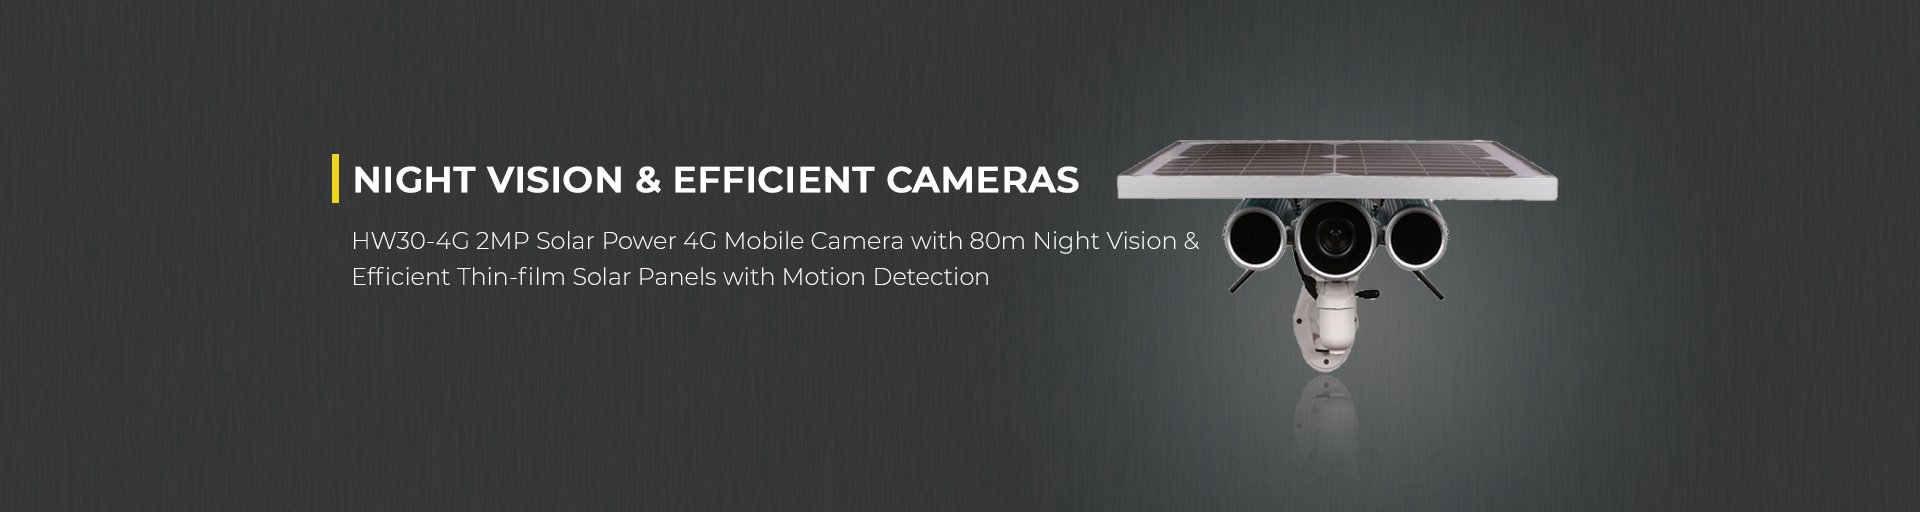 NIGHT VISION & EFFICIENT CAMERAS
HW30-4G 2MP Solar Power 4G Mobile Camera with 80m Night Vision &
Efficient Thin-film Solar Panels with Motion Detection